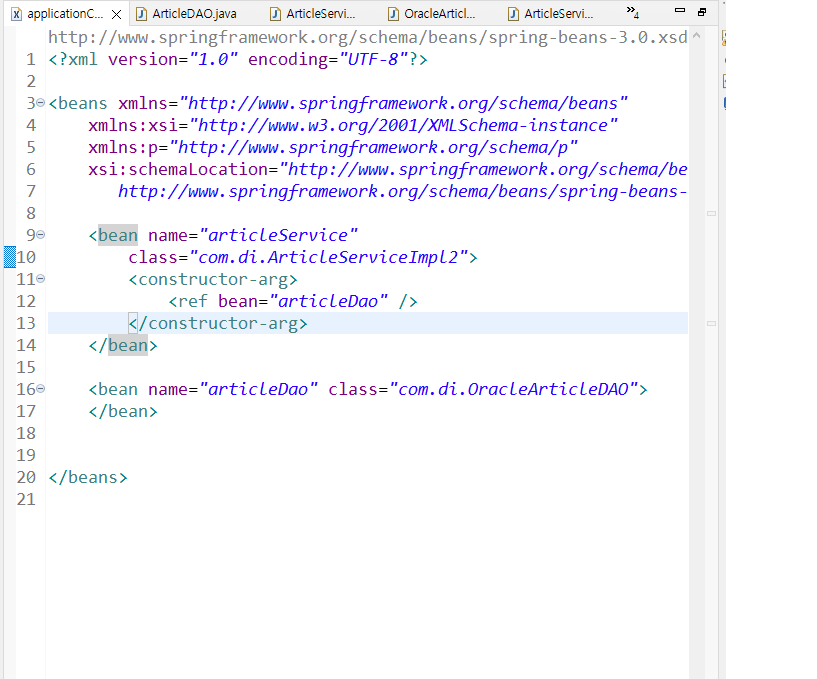 applicationC... ArticleDAO.java ArticleServi... OracleArticl... ArticleServi... »4
http://www.springframework.org/schema/beans/spring-beans-3.0.xsd
1 <?xml version="1.0" encoding="UTF-8"?>
2
3 <beans xmlns="http://www.springframework.org/schema/beans"
4 xmlns:xsi="http://www.w3.org/2001/XMLSchema-instance"
5 xmlns:p="http://www.springframework.org/schema/p"
6 xsi:schemaLocation="http://www.springframework.org/schema/be
7 http://www.springframework.org/schema/beans/spring-beans-
8
9 <bean name="articleService"
10 class="com.di.ArticleServiceImpl2">
11 <constructor-arg>
12 <ref bean="articleDao" />
13 </constructor-arg>
14 </bean>
15
16 <bean name="articleDao" class="com.di.OracleArticleDAO">
17 </bean>
18
19
20 </beans>
21